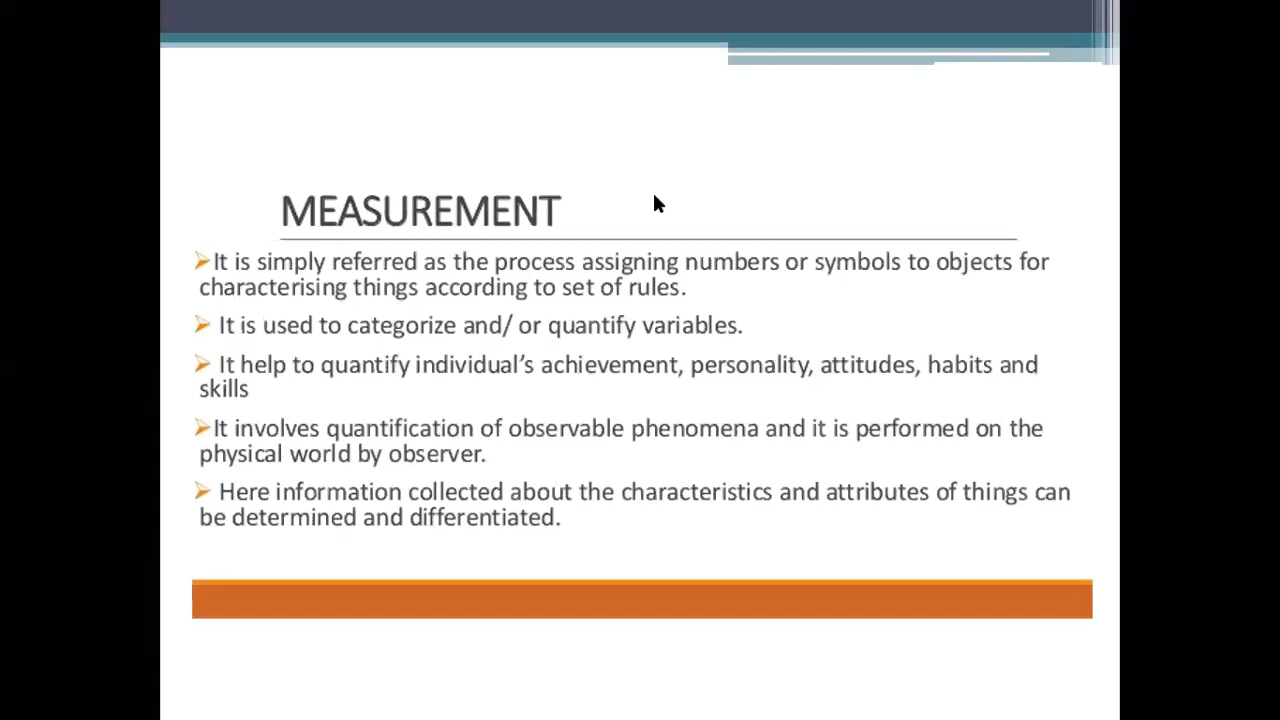 MEASUREMENT
It is simply referred as the process assigning numbers or symbols to objects for
characterising things according to set of rules.
It is used to categorize and/ or quantify variables.
It help to quantify individual's achievement, personality, attitudes, habits and
skills
It involves quantification of observable phenomena and it is performed on the
physical world by observer.
Here information collected about the characteristics and attributes of things can
be determined and differentiated.